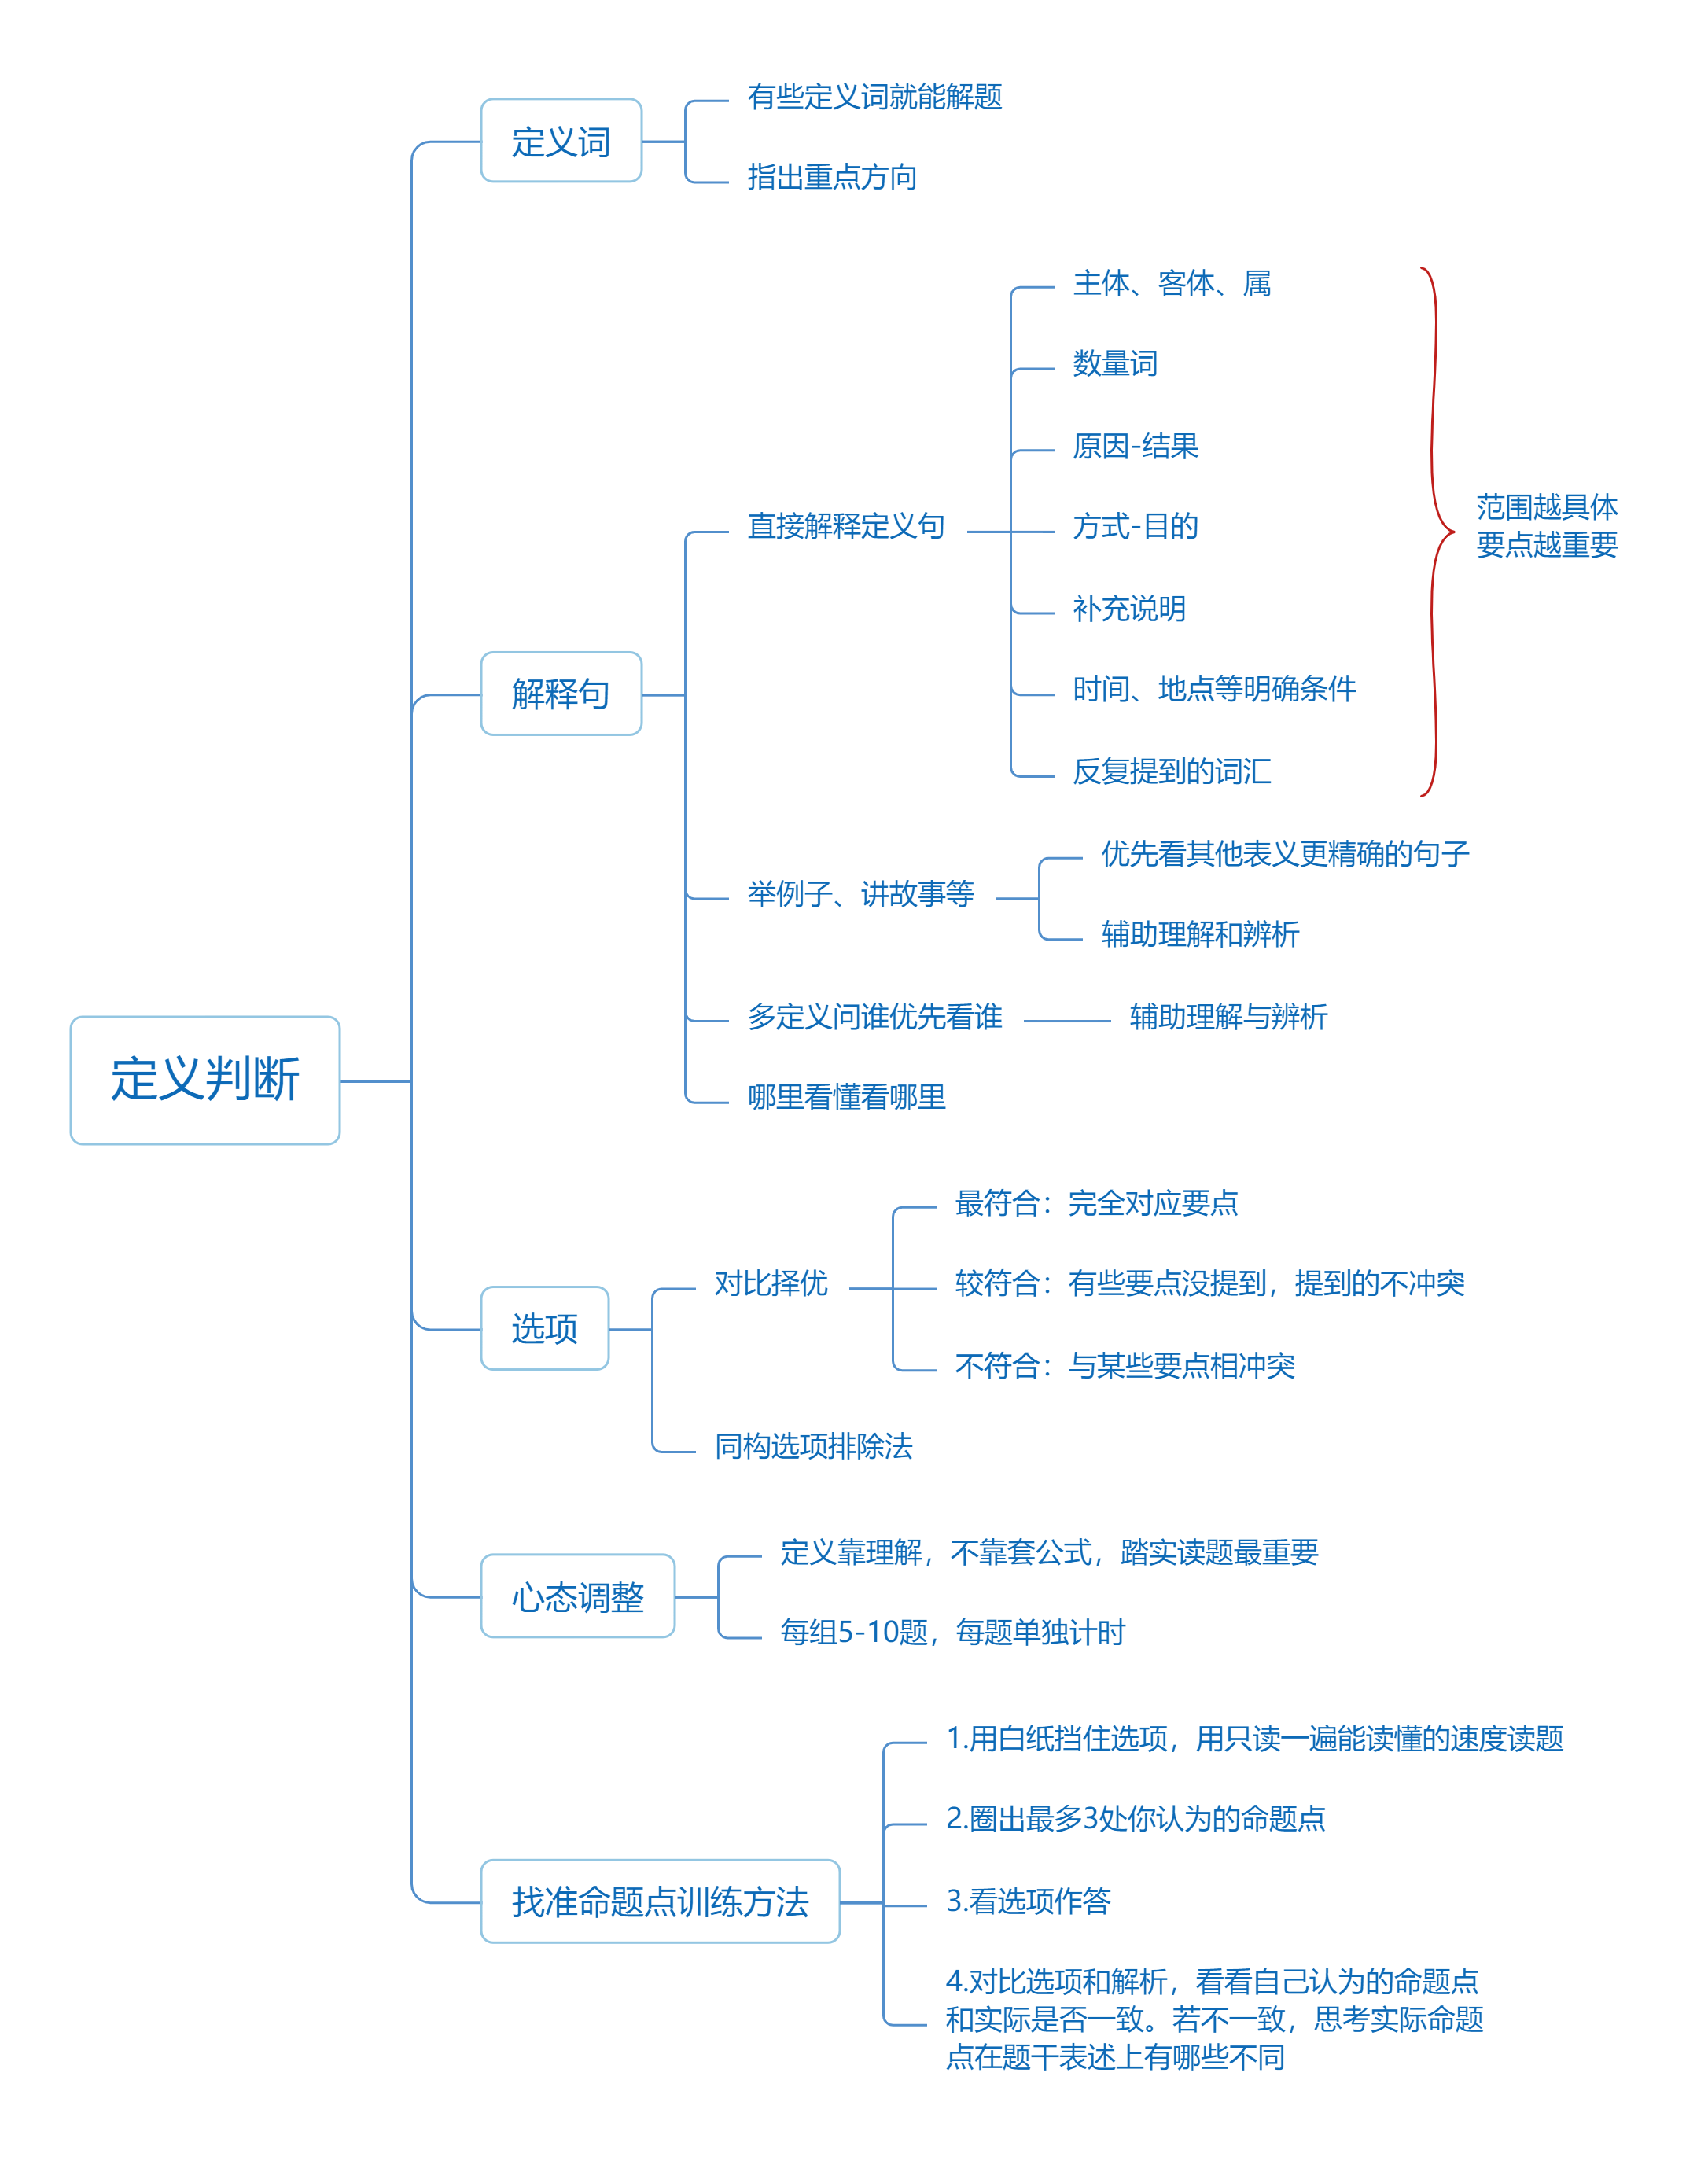 定义判断
定义词
有些定义词就能解题
指出重点方向
解释句
直接解释定义句
主体、客体、属
数量词
原因-结果
方式-目的
补充说明
时间、地点等明确条件
反复提到的词汇
范围越具体
要点越重要
举例子、讲故事等
优先看其他表义更精确的句子
辅助理解和辨析
多定义问谁优先看谁
辅助理解与辨析
哪里看懂看哪里
选项
对比择优
最符合：完全对应要点
较符合：有些要点没提到，提到的不冲突
不符合：与某些要点相冲突
同构选项排除法
心态调整
定义靠理解，不靠套公式，踏实读题最重要
每组5-10题，每题单独计时
找准命题点训练方法
1.用白纸挡住选项，用只读一遍能读懂的速度读题
2.圈出最多3处你认为的命题点
3.看选项作答
4.对比选项和解析，看看自己认为的命题点
和实际是否一致。若不一致，思考实际命题
点在题干表述上有哪些不同